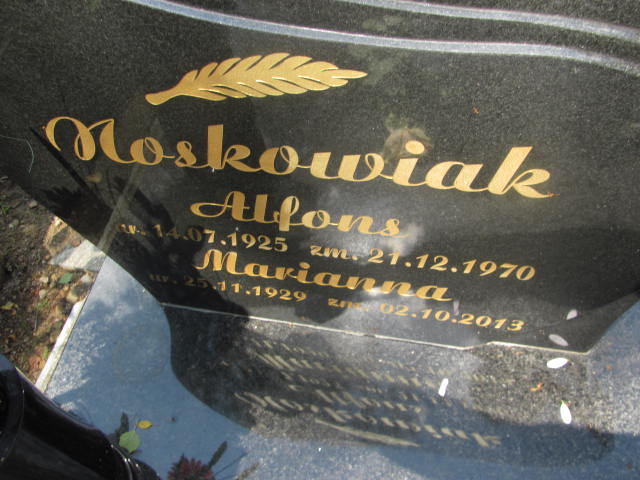 Noskowiak
Alfons
ur. 14.07.1925 zm. 21.12.1970
Marianna
ur. 25.11.1929 zm. 02.10.2013